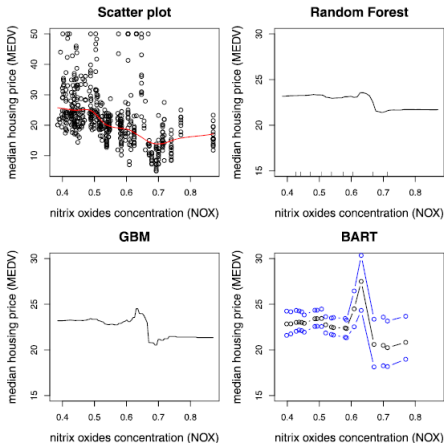 Scatter plot
median housing price (MEDV)
10 20 30 40 50
0.4 0.5 0.6 0.7 0.8
nitrix oxides concentration (NOX)
Random Forest
median housing price (MEDV)
15 20 25 30
0.4 0.5 0.6 0.7 0.8
nitrix oxides concentration (NOX)
GBM
median housing price (MEDV)
15 20 25 30
0.4 0.5 0.6 0.7 0.8
nitrix oxides concentration (NOX)
BART
median housing price (MEDV)
15 20 25 30
0.4 0.5 0.6 0.7 0.8
nitrix oxides concentration (NOX)